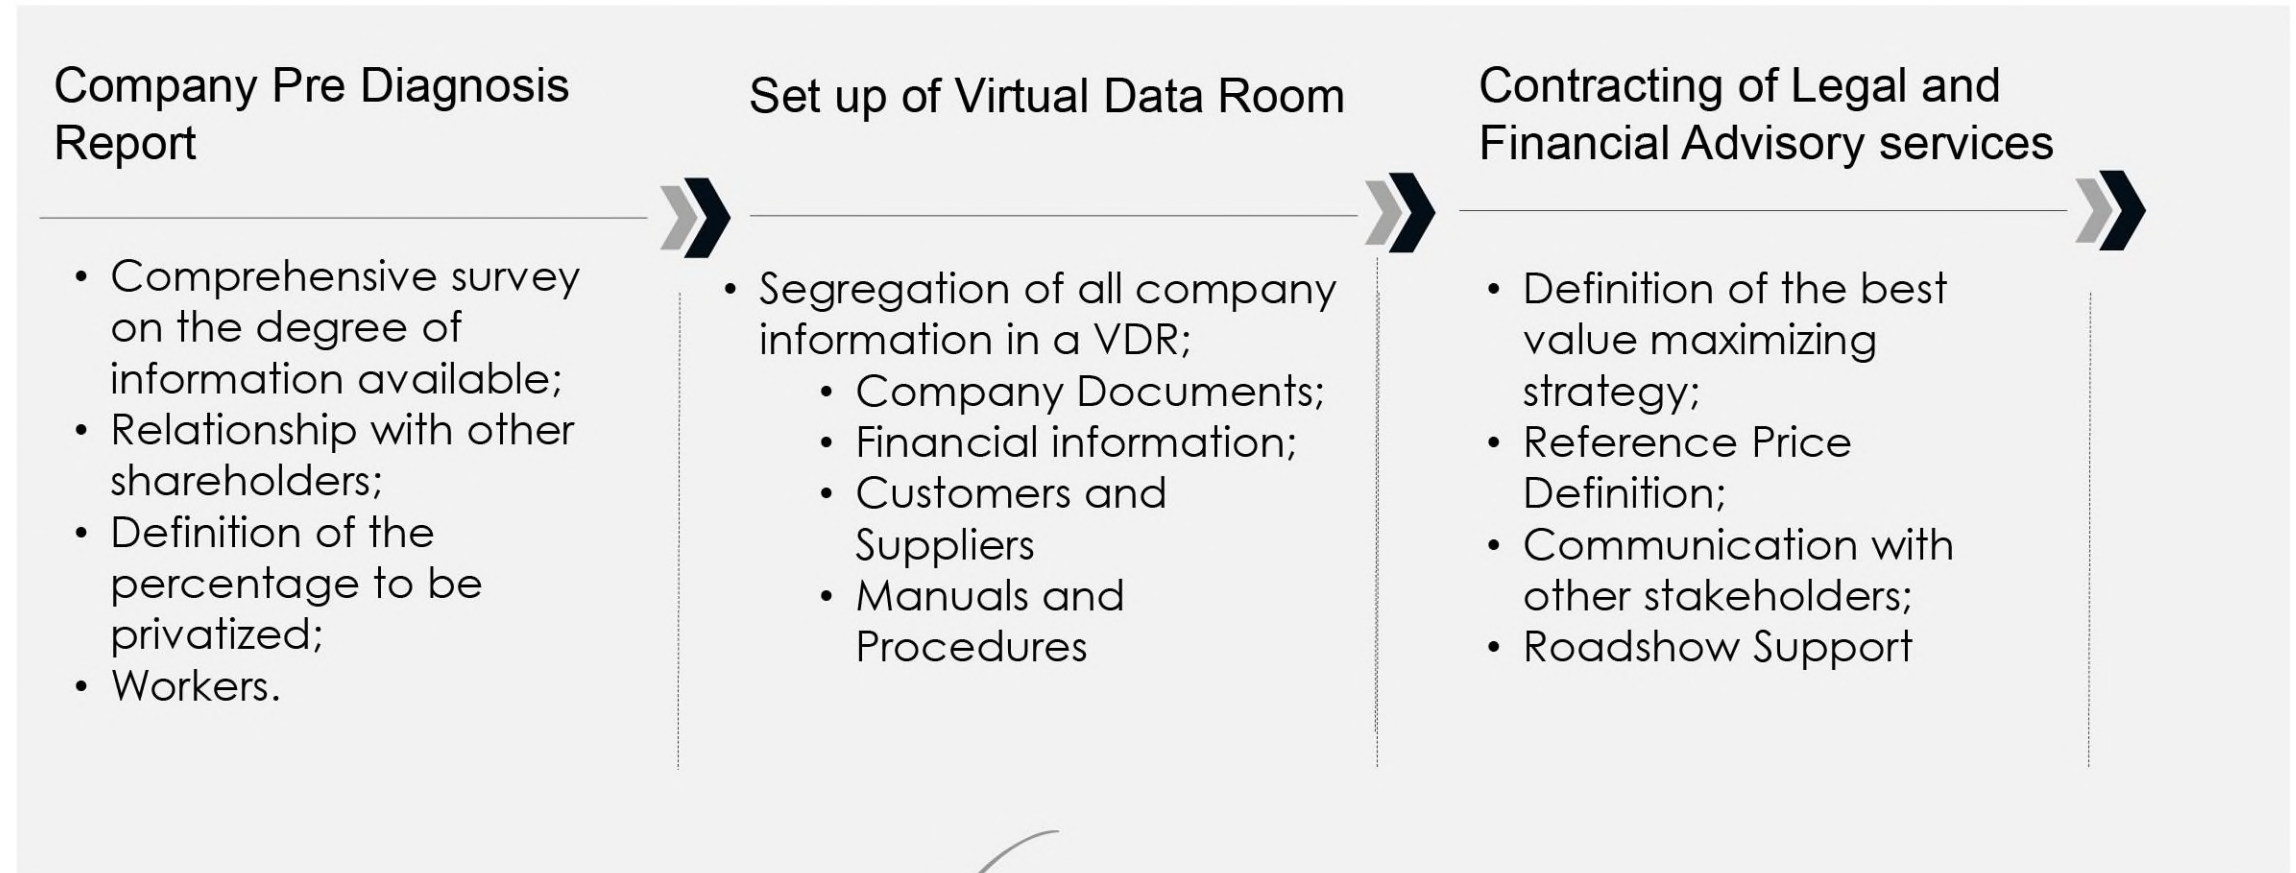 Company Pre Diagnosis
Report
• Comprehensive survey
on the degree of
information available;
• Relationship with other
shareholders;
• Definition of the
percentage to be
privatized;
• Workers.
Set up of Virtual Data Room
• Segregation of all company
information in a VDR;
• Company Documents;
• Financial information;
• Customers and
Suppliers
• Manuals and
Procedures
Contracting of Legal and
Financial Advisory services
• Definition of the best
value maximizing
strategy;
• Reference Price
Definition;
• Communication with
other stakeholders;
• Roadshow Support